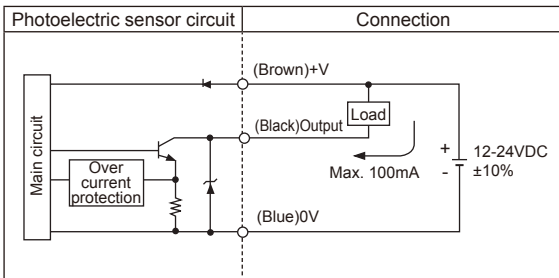 Photoelectric sensor circuit
Connection
(Brown)+V
Load
(Black)Output
Main circuit
Over
current
protection
Max. 100mA
+
-
12-24VDC
±10%
(Blue)0V